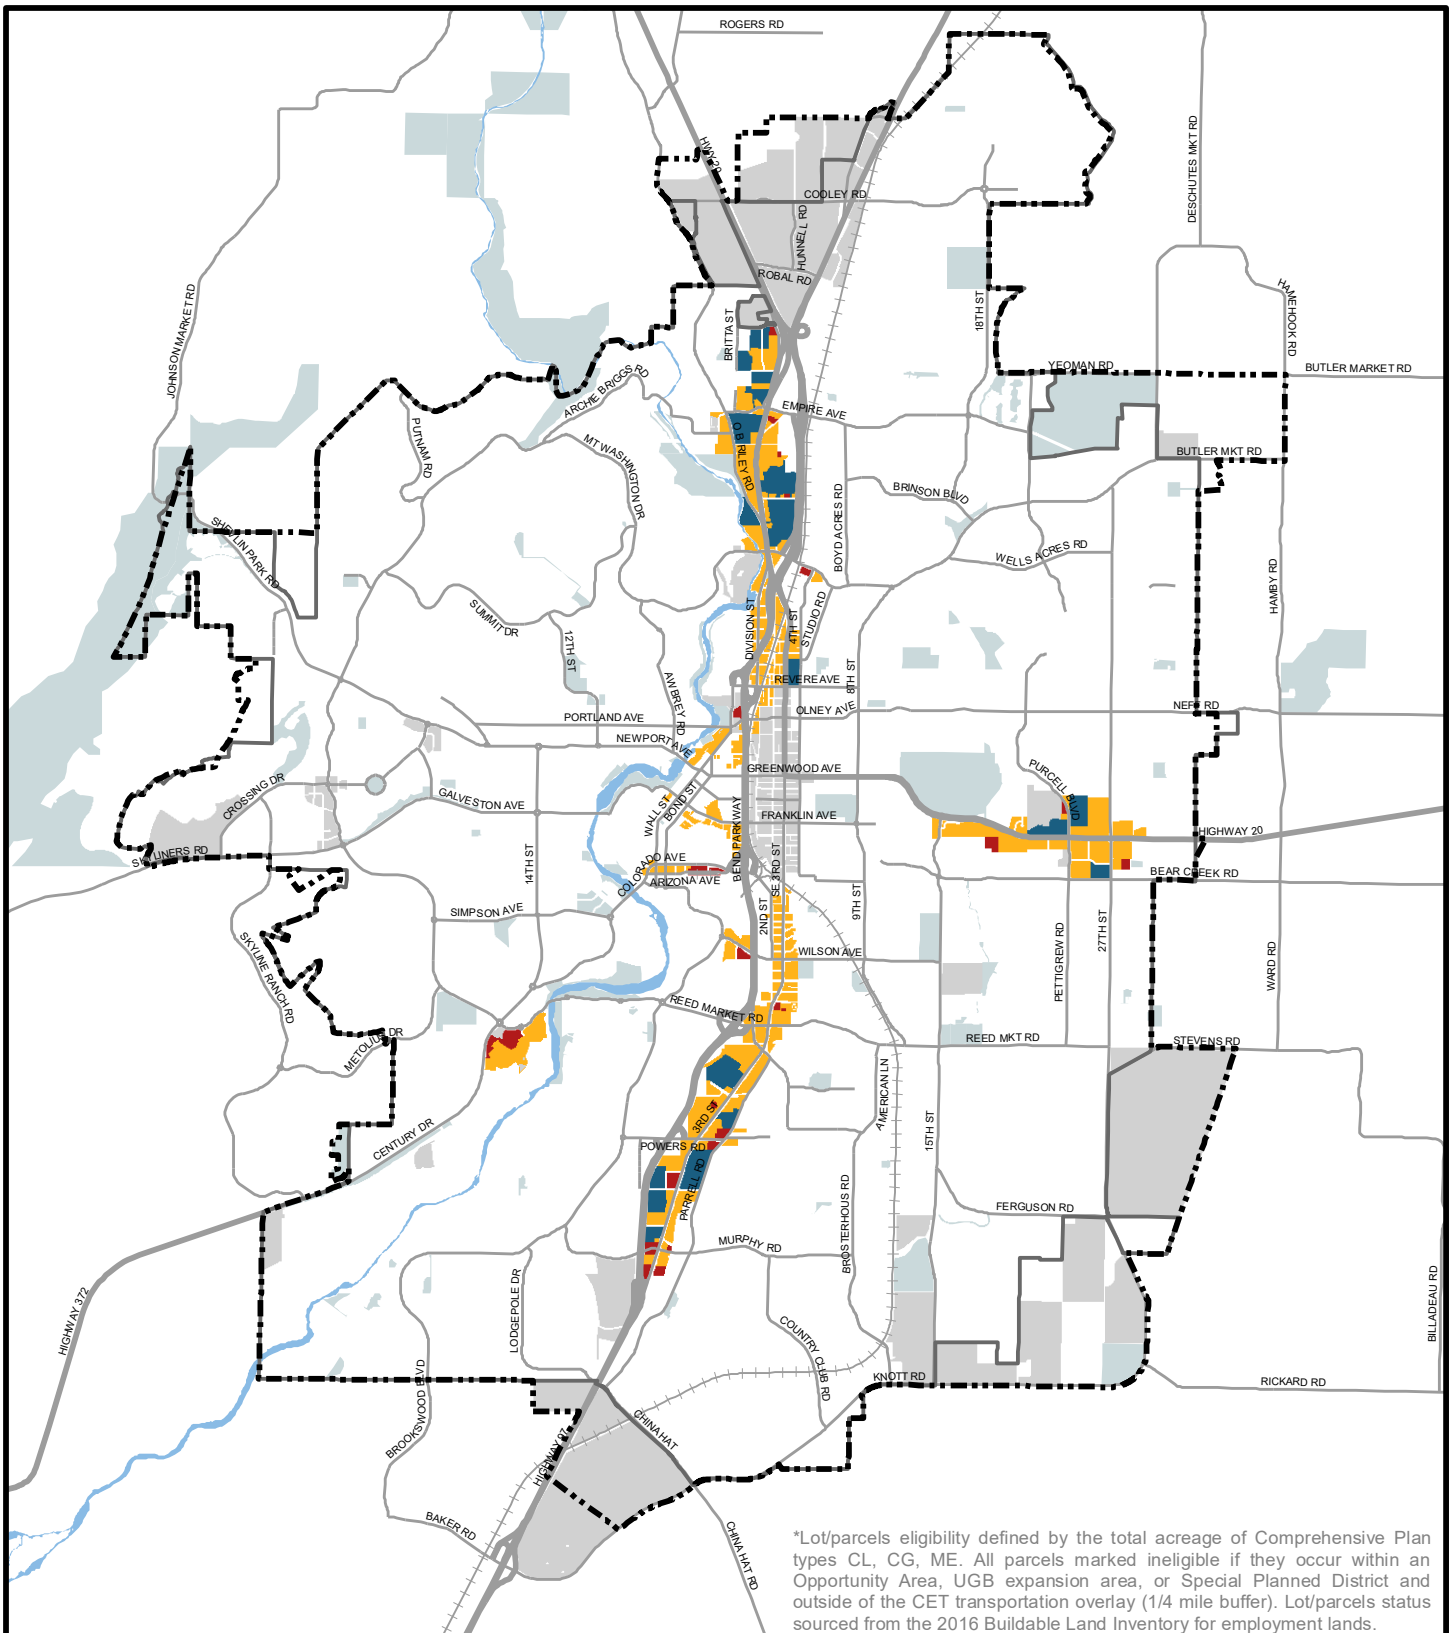 ROGERS RD
HWY 20
DESCHUTES MKT RD
COOLEY RD
HUNNELL RD
ROBAL RD
JOHNSON MARKET RD
BRITTA ST
18TH ST
HAMEHOOK RD
YEOMAN RD
BUTLER MARKET RD
ARCHIE BRIGGS RD
EMPIRE AVE
PUTNAM RD
O.B. RILEY RD
MT WASHINGTON DR
BUTLER MKT RD
BRINSON BLVD
BOYD ACRES RD
SHEVLIN PARK RD
WELLS ACRES RD
HAMBY RD
SUMMIT DR
12TH ST
DIVISION ST
4TH ST
STUDIO RD
8TH ST
REVERE AVE
AWBREY RD
OLNEY AVE
NEFF RD
PORTLAND AVE
NEWPORT AVE
GREENWOOD AVE
PURCELL BLVD
CROSSING DR
GALVESTON AVE
WALL ST
BOND ST
BEND PARKWAY
FRANKLIN AVE
HIGHWAY 20
SKYLINERS RD
14TH ST
COLORADO AVE
ARIZONA AVE
SE 3RD ST
BEAR CREEK RD
SIMPSON AVE
2ND ST
9TH ST
27TH ST
PETTIGREW RD
WARD RD
SKYLINE RANCH RD
WILSON AVE
REED MARKET RD
REED MKT RD
STEVENS RD
METOLIUS DR
AMERICAN LN
15TH ST
3RD ST
CENTURY DR
POWERS RD
PARRELL RD
BROSTERHOUS RD
FERGUSON RD
MURPHY RD
LODGEPOLE DR
HIGHWAY 372
BILLADEAU RD
COUNTRY CLUB RD
KNOTT RD
RICKARD RD
BROOKSWOOD BLVD
CHINA HAT
HIGHWAY 97
BAKER RD
CHINA HAT RD
*Lot/parcels eligibility defined by the total acreage of Comprehensive Plan
types CL, CG, ME. All parcels marked ineligible if they occur within an
Opportunity Area, UGB expansion area, or Special Planned District and
outside of the CET transportation overlay (1/4 mile buffer). Lot/parcels status
sourced from the 2016 Buildable Land Inventory for employment lands.